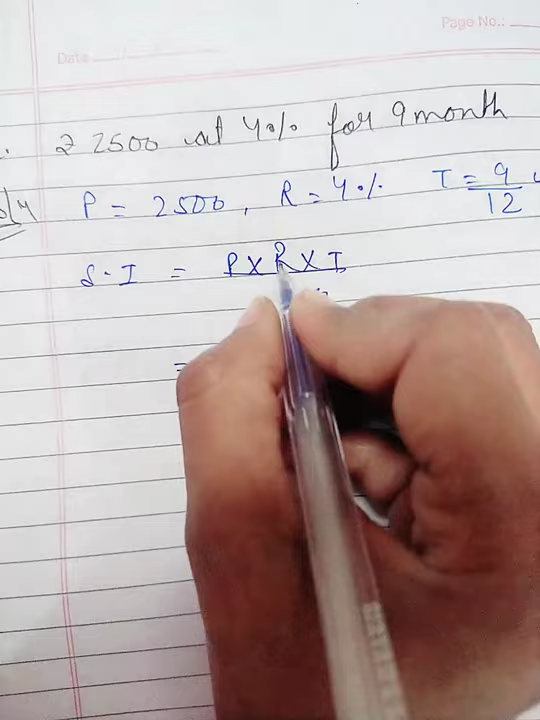 Page No.:
Date
₹ 2500 at 4% for 9 month
P = 2500, R = 4% T = 9
12
S.I = P X R X T
=